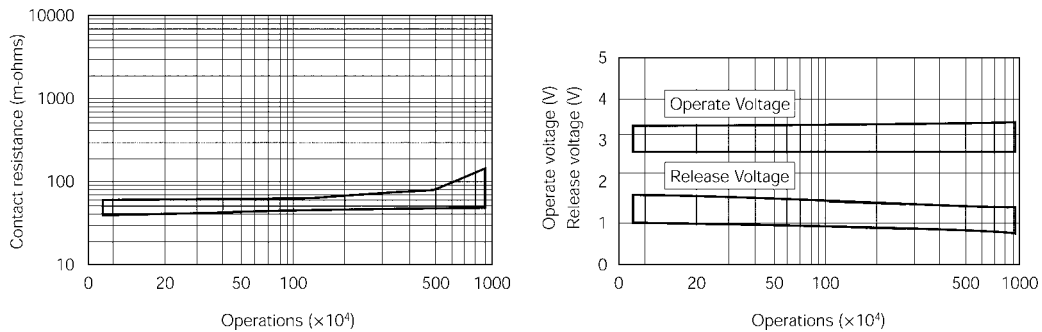 10000
1000
100
10
Contact resistance (m-ohms)
0 20 50 100 500 1000
Operations (×10⁴)
5
4
3
2
1
0
Operate voltage (V)
Release voltage (V)
Operate Voltage
Release Voltage
0 20 50 100 500 1000
Operations (×10⁴)